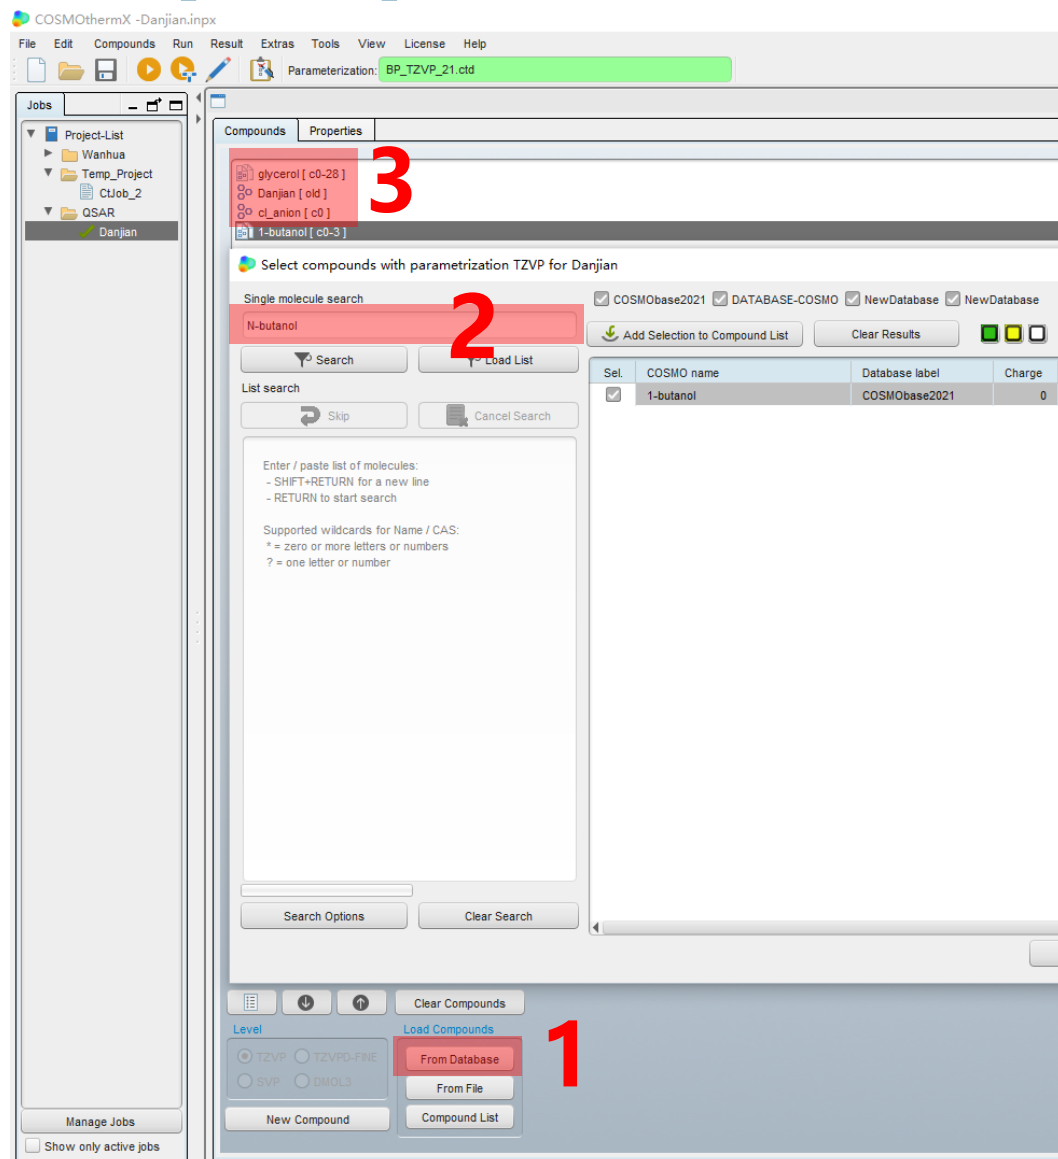 COSMOthermX -Danjian.inpx
File Edit Compounds Run Result Extras Tools View License Help
Parameterization: BP_TZVP_21.ctd
Jobs
Project-List
Wanhua
Temp_Project
CtJob_2
QSAR
Danjian
Compounds Properties
glycerol [ c0-28 ]
Danjian [ old ]
cl_anion [ c0 ]
1-butanol [ c0-3 ]
3
Select compounds with parametrization TZVP for Danjian
Single molecule search
COSMObase2021 DATABASE-COSMO NewDatabase NewDatabase
N-butanol
2
Add Selection to Compound List Clear Results
Search Load List
Sel. COSMO name Database label Charge
1-butanol COSMObase2021 0
List search
Skip Cancel Search
Enter / paste list of molecules:
- SHIFT+RETURN for a new line
- RETURN to start search
Supported wildcards for Name / CAS:
* = zero or more letters or numbers
? = one letter or number
Search Options Clear Search
Clear Compounds
Level Load Compounds
TZVP TZVPD-FINE From Database
1
SVP DMOL3 From File
New Compound Compound List
Manage Jobs
Show only active jobs